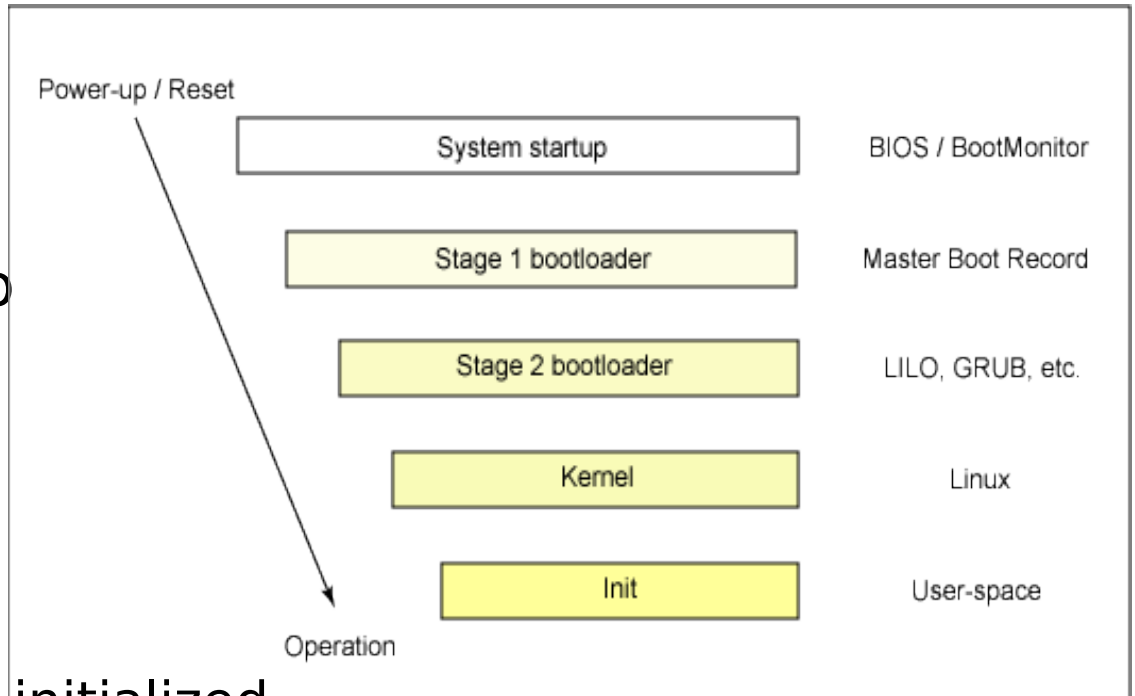 Power-up / Reset
System startup
BIOS / BootMonitor
Stage 1 bootloader
Master Boot Record
Stage 2 bootloader
LILO, GRUB, etc.
Kernel
Linux
Init
User-space
Operation
initialized